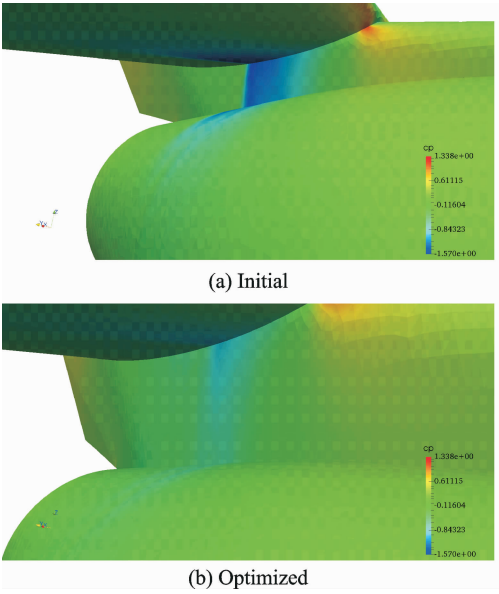 cp
1.338e+00
0.61115
-0.11604
-0.84323
-1.570e+00
(a) Initial
cp
1.338e+00
0.61115
-0.11604
-0.84323
-1.570e+00
(b) Optimized